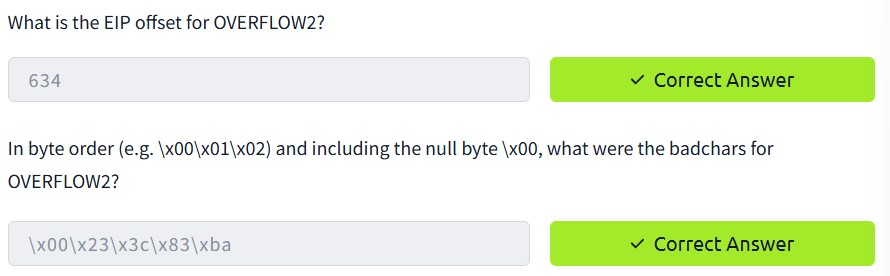 What is the EIP offset for OVERFLOW2?
634
✓ Correct Answer
In byte order (e.g. \x00\x01\x02) and including the null byte \x00, what were the badchars for
OVERFLOW2?
\x00\x23\x3c\x83\xba
✓ Correct Answer